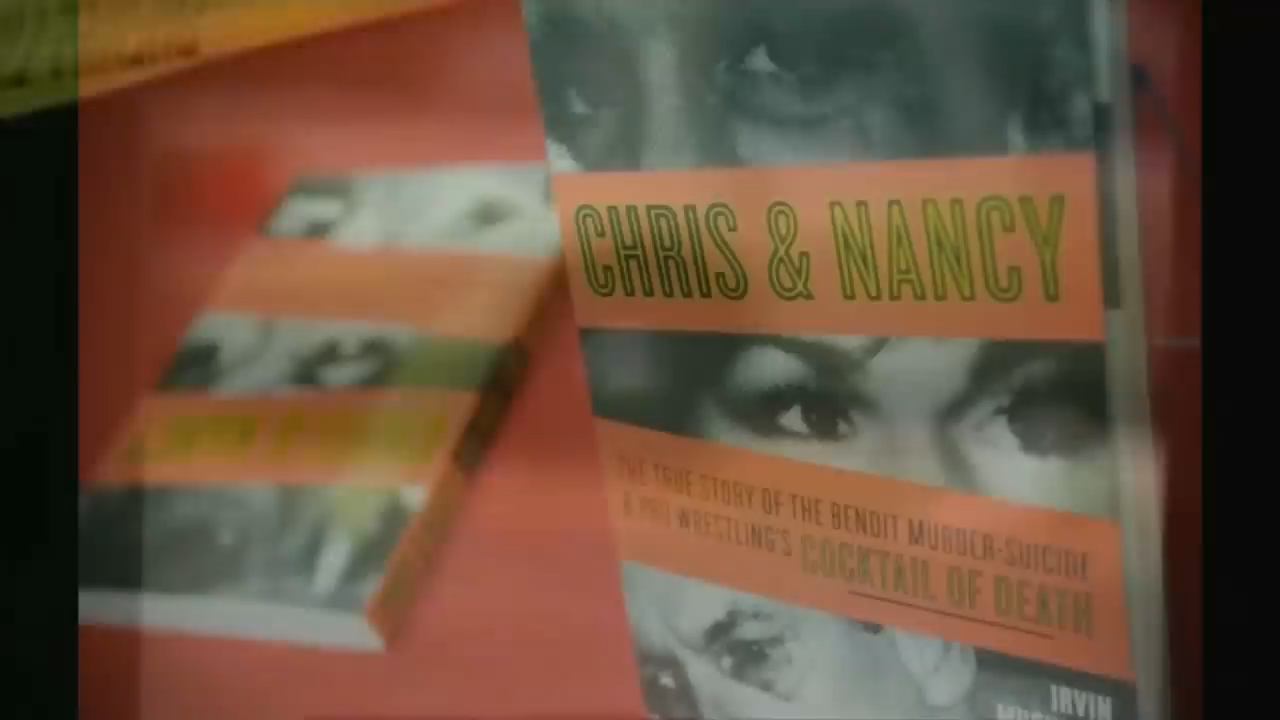 CHRIS & NANCY
THE TRUE STORY OF THE BENOIT MURDER-SUICIDE
& PRO WRESTLING'S COCKTAIL OF DEATH
IRVIN